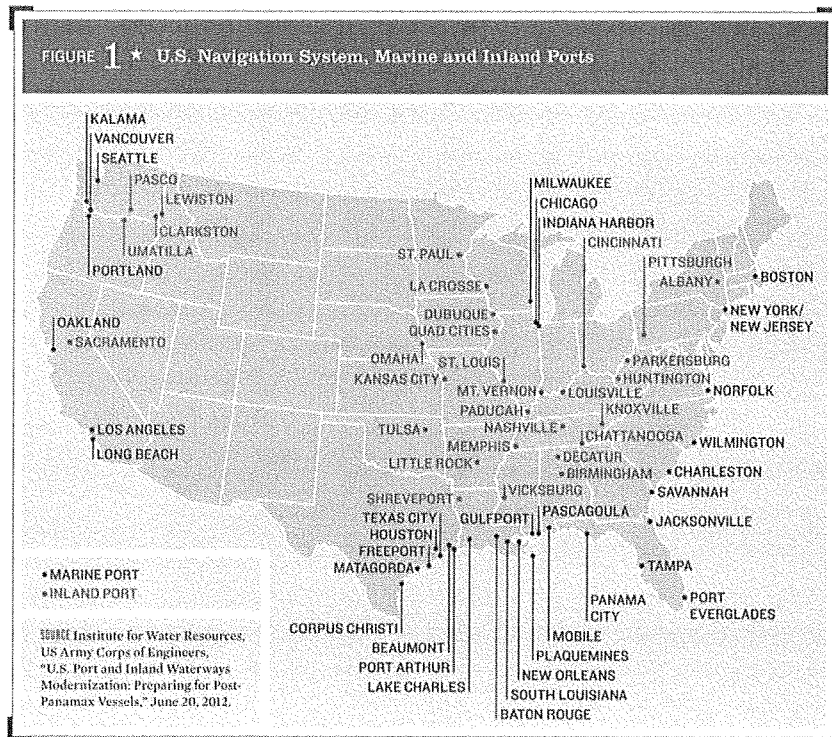 FIGURE 1 ★ U.S. Navigation System, Marine and Inland Ports
KALAMA
VANCOUVER
SEATTLE
PASCO
LEWISTON
CLARKSTON
UMATILLA
PORTLAND
OAKLAND
SACRAMENTO
LOS ANGELES
LONG BEACH
ST. PAUL
LA CROSSE
DUBUQUE
QUAD CITIES
OMAHA
ST. LOUIS
KANSAS CITY
MT. VERNON
PADUCAH
NASHVILLE
TULSA
MEMPHIS
LITTLE ROCK
SHREVEPORT
VICKSBURG
MILWAUKEE
CHICAGO
INDIANA HARBOR
CINCINNATI
PITTSBURGH
ALBANY
BOSTON
NEW YORK/
NEW JERSEY
PARKERSBURG
HUNTINGTON
LOUISVILLE
NORFOLK
KNOXVILLE
CHATTANOOGA
WILMINGTON
DECATUR
BIRMINGHAM
CHARLESTON
SAVANNAH
JACKSONVILLE
TAMPA
PORT
EVERGLADES
TEXAS CITY
HOUSTON
FREEPORT
MATAGORDA
GULFPORT
PASCAGOULA
CORPUS CHRISTI
BEAUMONT
PORT ARTHUR
LAKE CHARLES
PANAMA
CITY
MOBILE
PLAQUEMINES
NEW ORLEANS
SOUTH LOUISIANA
BATON ROUGE
MARINE PORT
INLAND PORT
SOURCE Institute for Water Resources,
US Army Corps of Engineers,
"U.S. Port and Inland Waterways
Modernization: Preparing for Post-
Panamax Vessels," June 20, 2012.